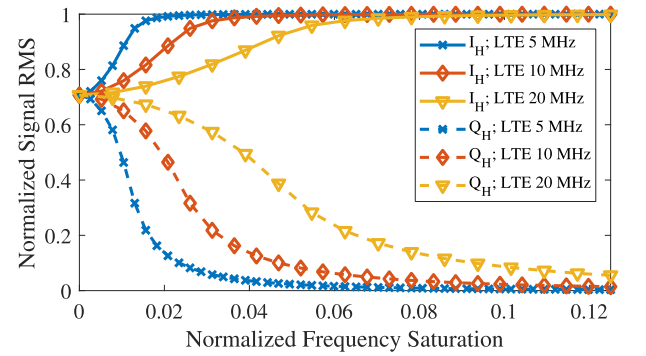 1
0.8
0.6
0.4
0.2
0
0
0.02
0.04
0.06
0.08
0.1
0.12
Normalized Signal RMS
Normalized Frequency Saturation
I_H; LTE 5 MHz
I_H; LTE 10 MHz
I_H; LTE 20 MHz
Q_H; LTE 5 MHz
Q_H; LTE 10 MHz
Q_H; LTE 20 MHz